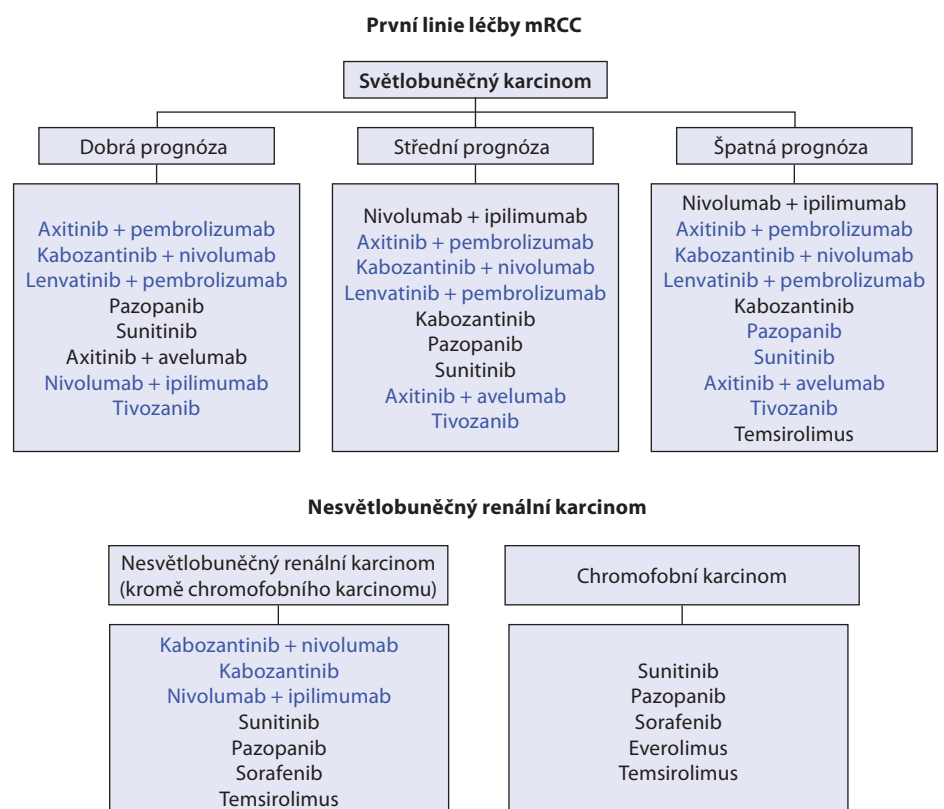 První linie léčby mRCC
Světlobuněčný karcinom
Dobrá prognóza
Axitinib + pembrolizumab
Kabozantinib + nivolumab
Lenvatinib + pembrolizumab
Pazopanib
Sunitinib
Axitinib + avelumab
Nivolumab + ipilimumab
Tivozanib
Střední prognóza
Nivolumab + ipilimumab
Axitinib + pembrolizumab
Kabozantinib + nivolumab
Lenvatinib + pembrolizumab
Kabozantinib
Pazopanib
Sunitinib
Axitinib + avelumab
Tivozanib
Špatná prognóza
Nivolumab + ipilimumab
Axitinib + pembrolizumab
Kabozantinib + nivolumab
Lenvatinib + pembrolizumab
Kabozantinib
Pazopanib
Sunitinib
Axitinib + avelumab
Tivozanib
Temsirolimus
Nesvětlobuněčný renální karcinom
Nesvětlobuněčný renální karcinom
(kromě chromofobního karcinomu)
Kabozantinib + nivolumab
Kabozantinib
Nivolumab + ipilimumab
Sunitinib
Pazopanib
Sorafenib
Temsirolimus
Chromofobní karcinom
Sunitinib
Pazopanib
Sorafenib
Everolimus
Temsirolimus